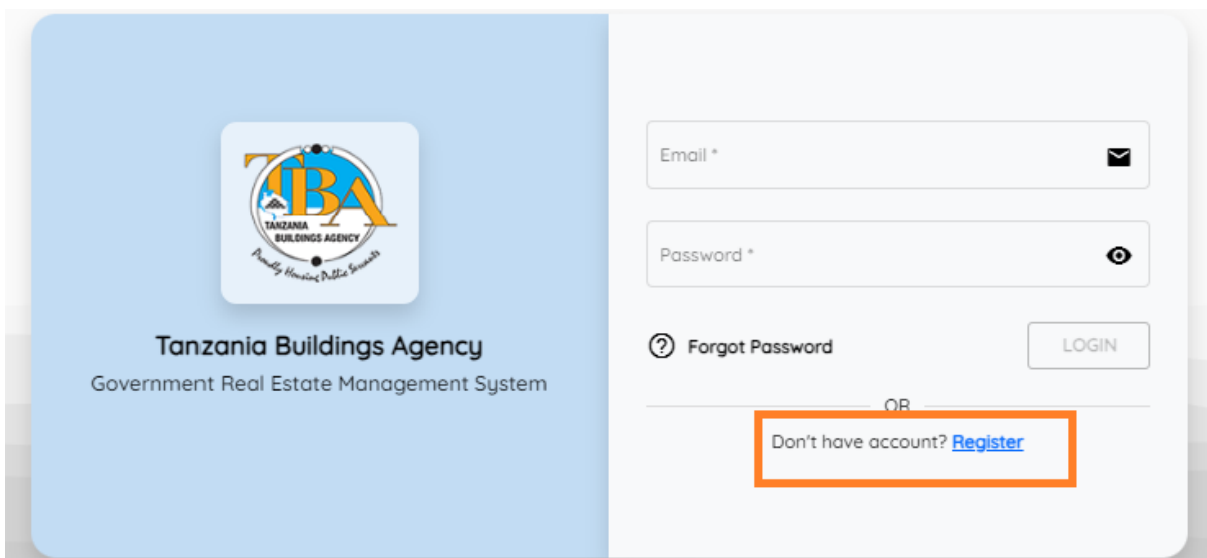 TBA
TANZANIA
BUILDINGS AGENCY
Proudly Housing Public Servants
Tanzania Buildings Agency
Government Real Estate Management System
Email *
Password *
Forgot Password
LOGIN
OR
Don't have account? Register